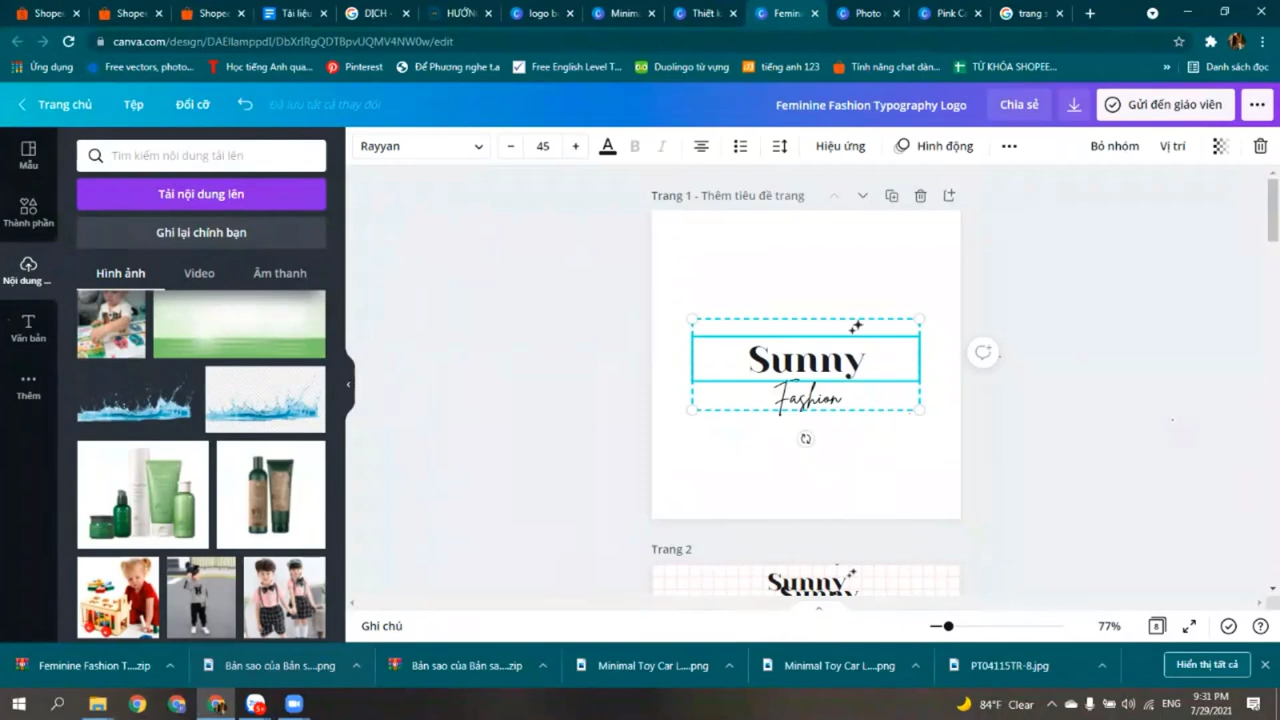 Shopee
Shopee
Shopee
Tài liệu
DỊCH -
HƯỚN
logo b
Minim
Thiết k
Femin
Photo
Pink C
trang s
canva.com/design/DAEllamppdI/DbXrlRgQDTBpvUQMV4NW0w/edit
Ứng dụng
Free vectors, photo...
Học tiếng Anh qua...
Pinterest
Để Phương nghe t.a
Free English Level T...
Duolingo từ vựng
tiếng anh 123
Tính năng chat dàn...
TỪ KHÓA SHOPEE...
»
Danh sách đọc
Trang chủ
Tệp
Đổi cỡ
Đã lưu tất cả thay đổi
Feminine Fashion Typography Logo
Chia sẻ
Gửi đến giáo viên
Rayyan
45
A
B
I
Hiệu ứng
Hình động
Bỏ nhóm
Vị trí
Mẫu
Thành phần
Nội dung ...
Văn bản
Thêm
Tìm kiếm nội dung tải lên
Tải nội dung lên
Ghi lại chính bạn
Hình ảnh
Video
Âm thanh
Trang 1 - Thêm tiêu đề trang
Sunny
Fashion
Trang 2
Sunny
Sunny
Ghi chú
77%
8
Feminine Fashion T....zip
Bản sao của Bản s....png
Bản sao của Bản sa....zip
Minimal Toy Car L....png
Minimal Toy Car L....png
PT04115TR-8.jpg
Hiển thị tất cả
84°F Clear
ENG
9:31 PM
7/29/2021